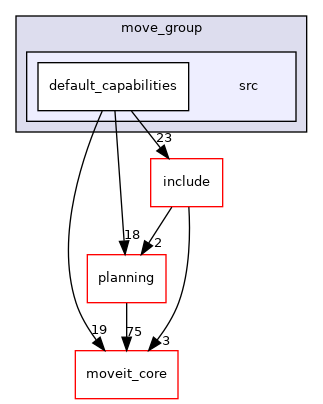 move_group
default_capabilities
src
23
include
18
2
planning
19
75
3
moveit_core